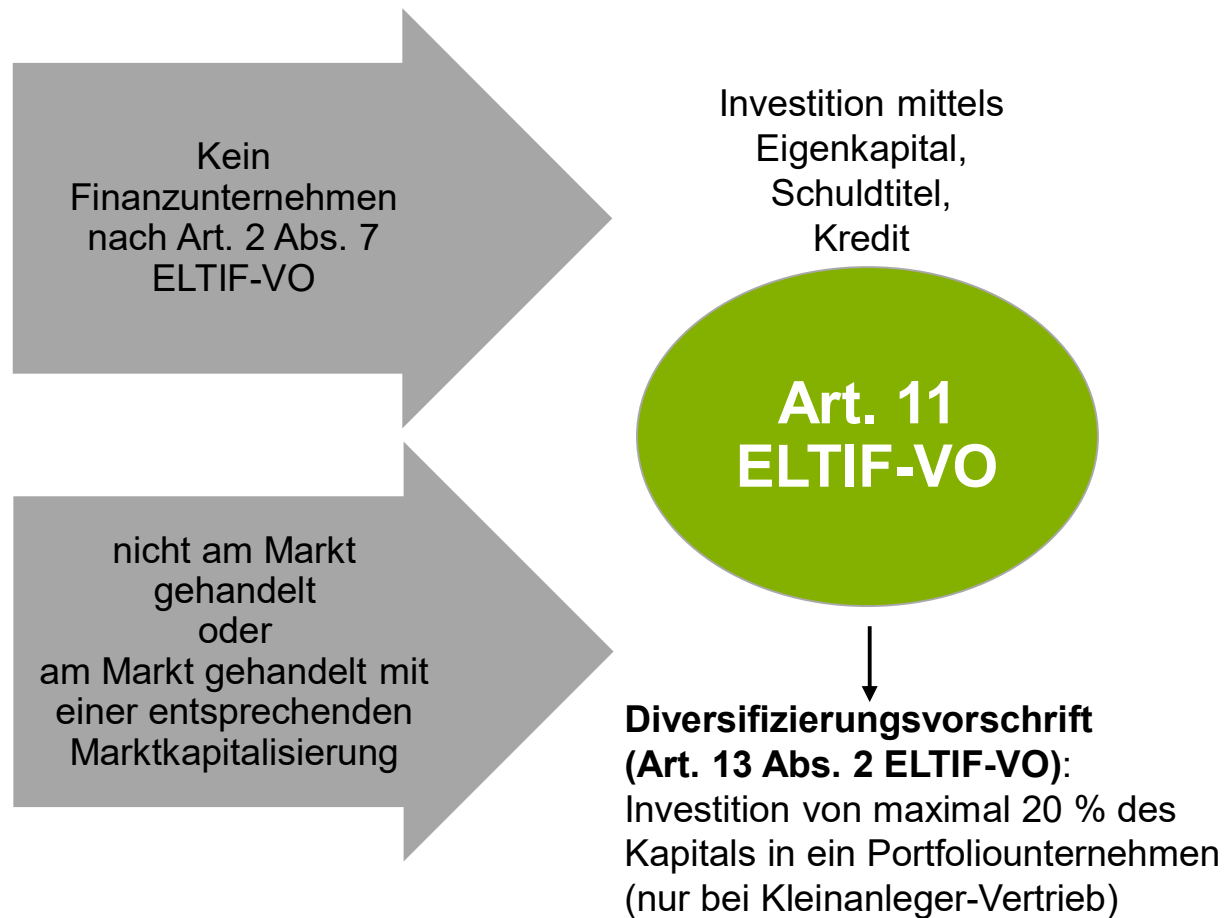 Kein
Finanzunternehmen
nach Art. 2 Abs. 7
ELTIF-VO
nicht am Markt
gehandelt
oder
am Markt gehandelt mit
einer entsprechenden
Marktkapitalisierung
Investition mittels
Eigenkapital,
Schuldtitel,
Kredit
Art. 11
ELTIF-VO
Diversifizierungsvorschrift
(Art. 13 Abs. 2 ELTIF-VO):
Investition von maximal 20 % des
Kapitals in ein Portfoliounternehmen
(nur bei Kleinanleger-Vertrieb)